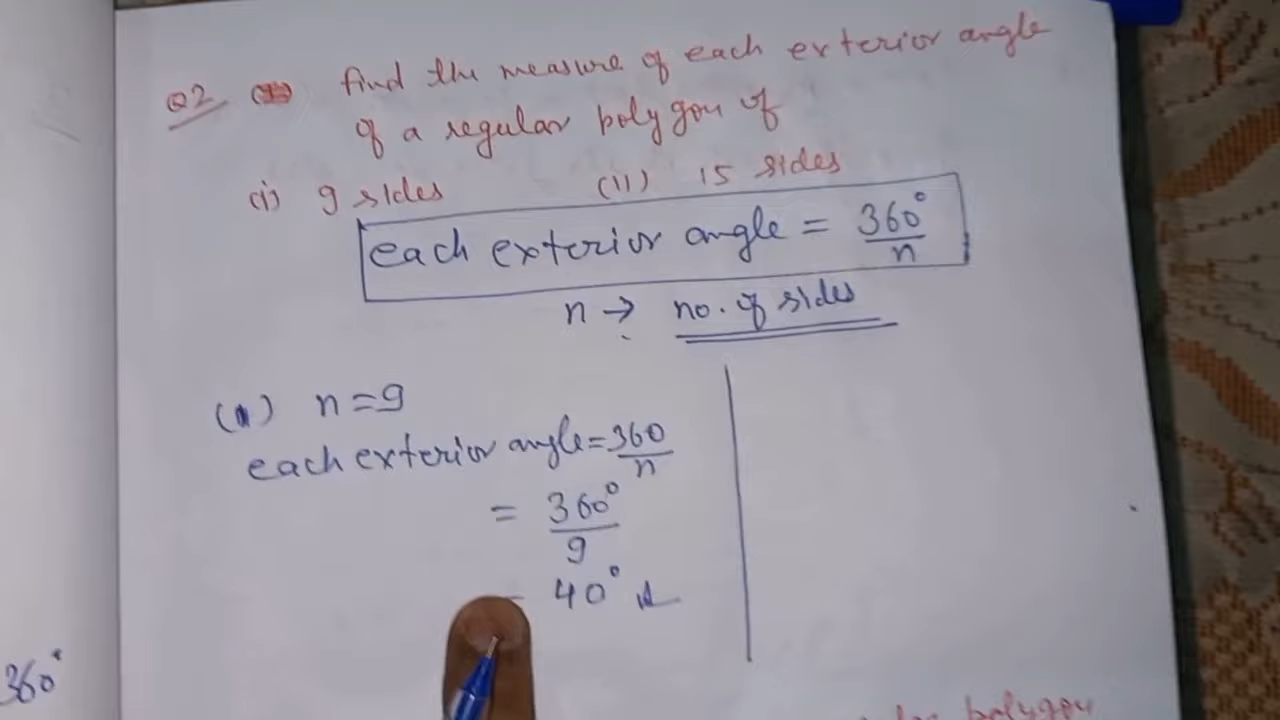 Q2 find the measure of each exterior angle
of a regular polygon of
(i) 9 sides (ii) 15 sides
each exterior angle = 360°/n
n → no. of sides
(i) n=9
each exterior angle = 360/n
= 360°/9
= 40°
360°
polygon